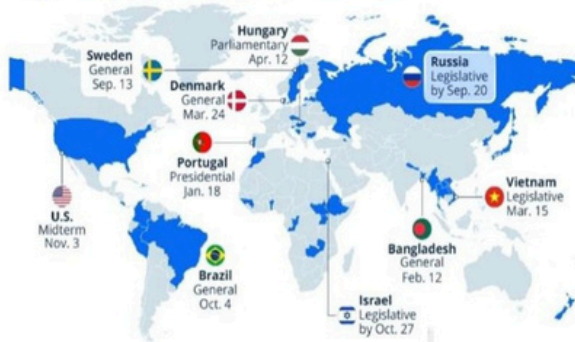 Hungary
Parliamentary
Apr. 12
Sweden
General
Sep. 13
Russia
Legislative
by Sep. 20
Denmark
General
Mar. 24
Portugal
Presidential
Jan. 18
Vietnam
Legislative
Mar. 15
U.S.
Midterm
Nov. 3
Bangladesh
General
Feb. 12
Brazil
General
Oct. 4
Israel
Legislative
by Oct. 27